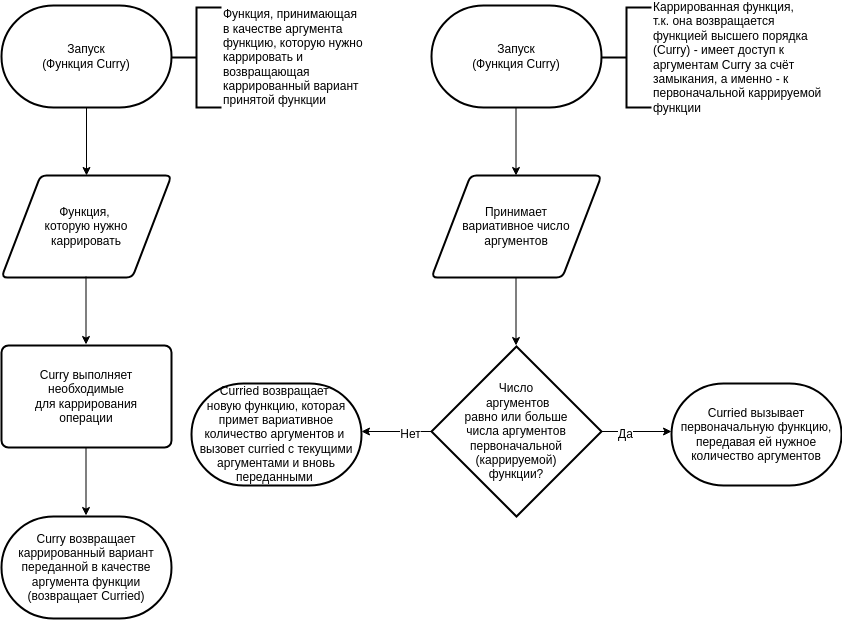 Запуск
(Функция Curry)
Функция, принимающая
в качестве аргумента
функцию, которую нужно
каррировать и
возвращающая
каррированный вариант
принятой функции
Функция,
которую нужно
каррировать
Curry выполняет
необходимые
для каррирования
операции
Curry возвращает
каррированный вариант
переданной в качестве
аргумента функции
(возвращает Curried)
Запуск
(Функция Curry)
Каррированная функция,
т.к. она возвращается
функцией высшего порядка
(Curry) - имеет доступ к
аргументам Curry за счёт
замыкания, а именно - к
первоначальной каррируемой
функции
Принимает
вариативное число
аргументов
Число
аргументов
равно или больше
числа аргументов
первоначальной
(каррируемой)
функции?
Нет
Curried возвращает
новую функцию, которая
примет вариативное
количество аргументов и
вызовет curried с текущими
аргументами и вновь
переданными
Да
Curried вызывает
первоначальную функцию,
передавая ей нужное
количество аргументов